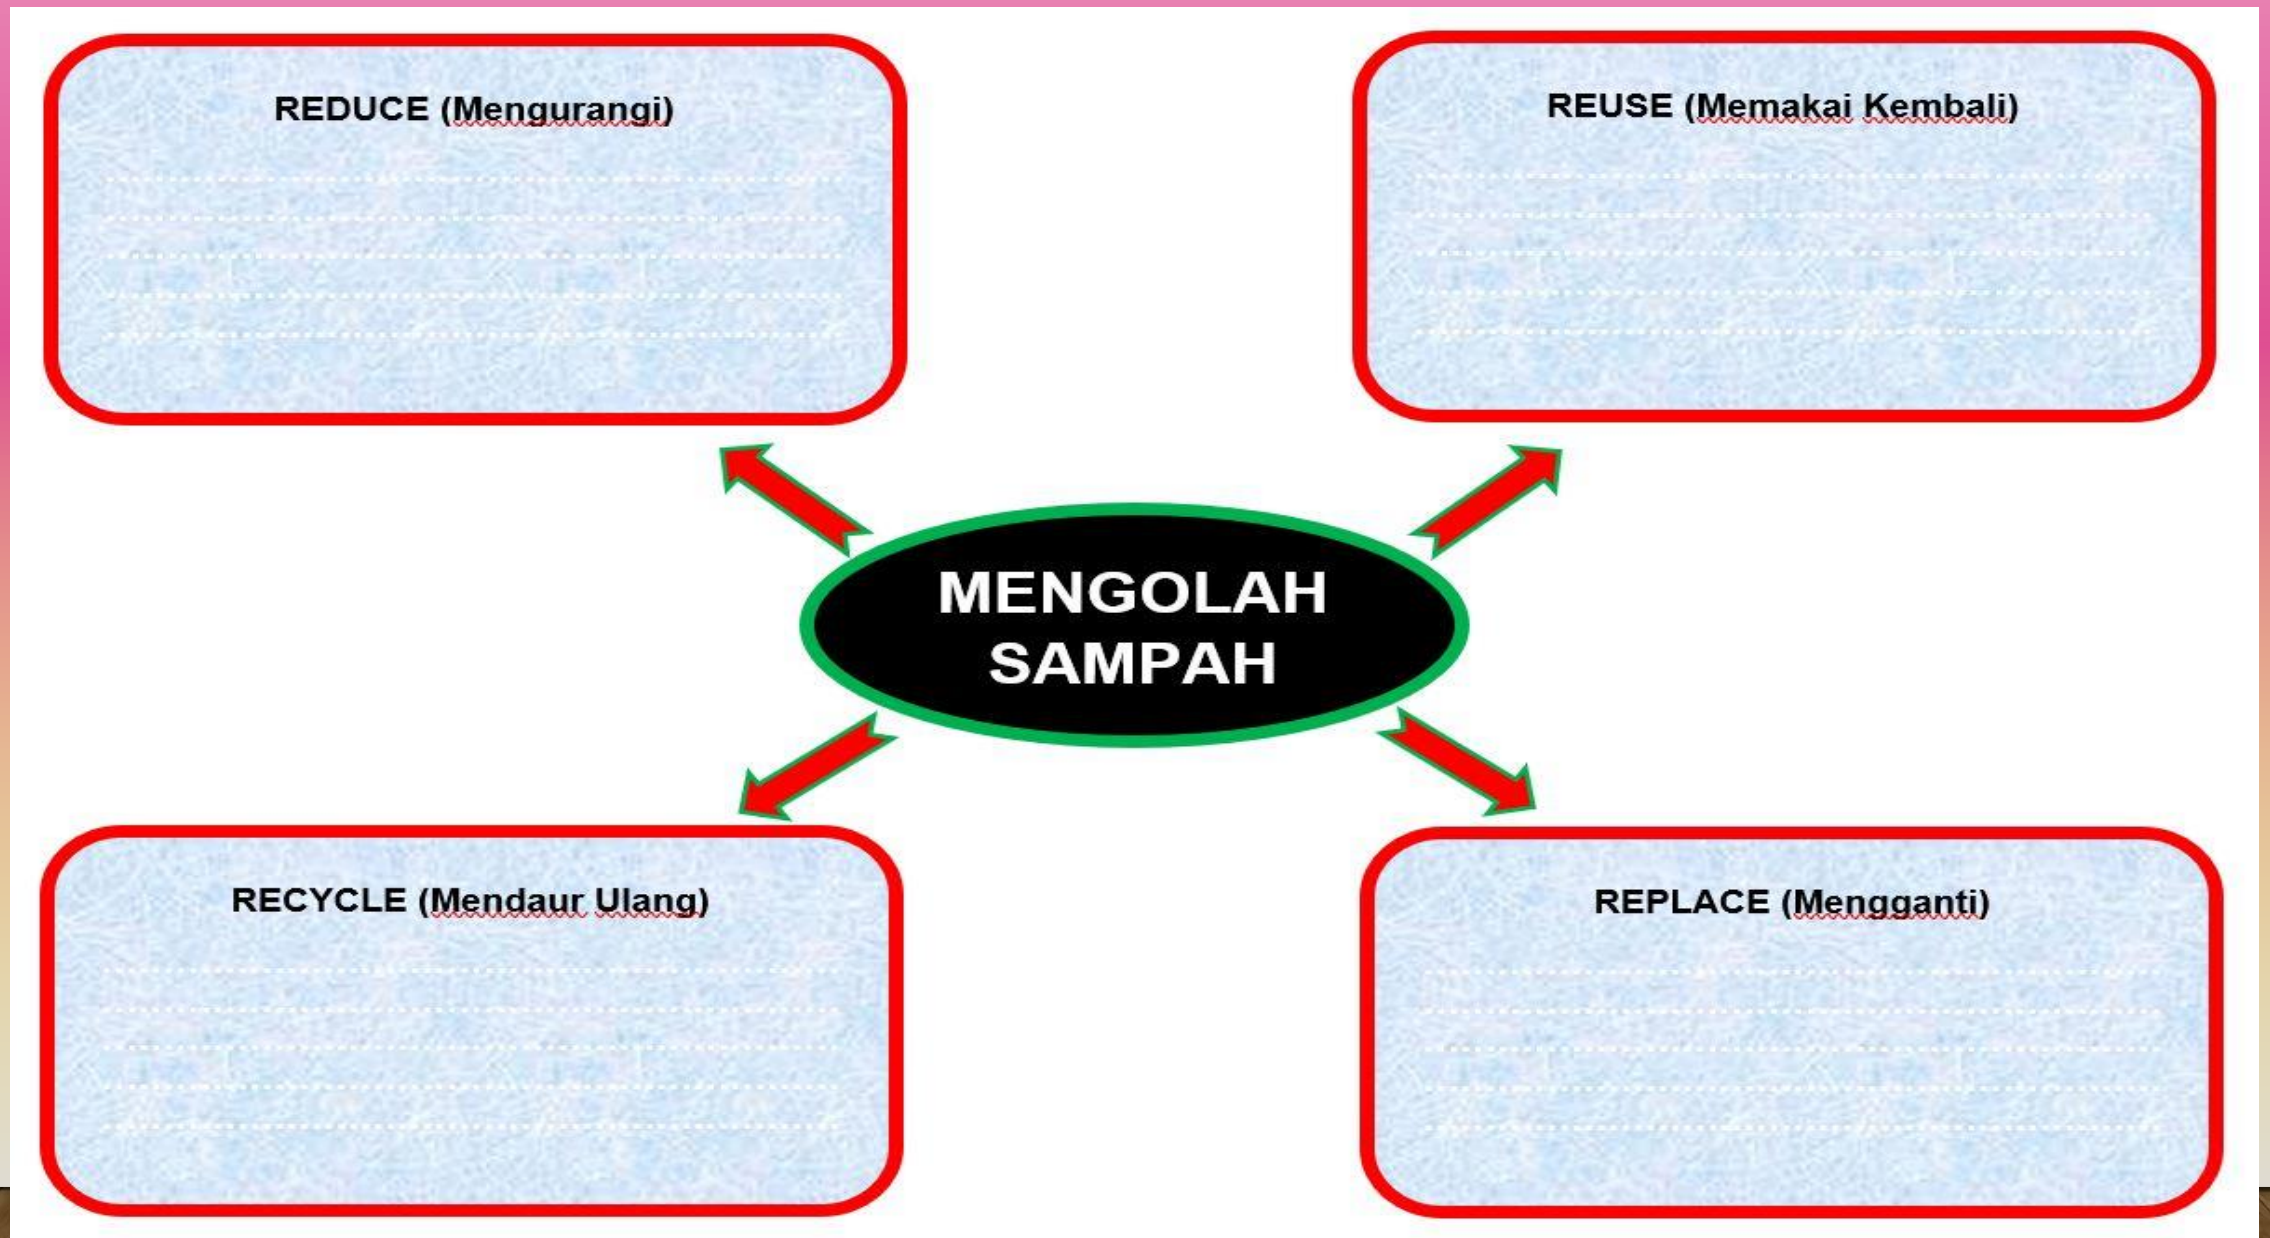 REDUCE (Mengurangi)
REUSE (Memakai Kembali)
MENGOLAH
SAMPAH
RECYCLE (Mendaur Ulang)
REPLACE (Mengganti)